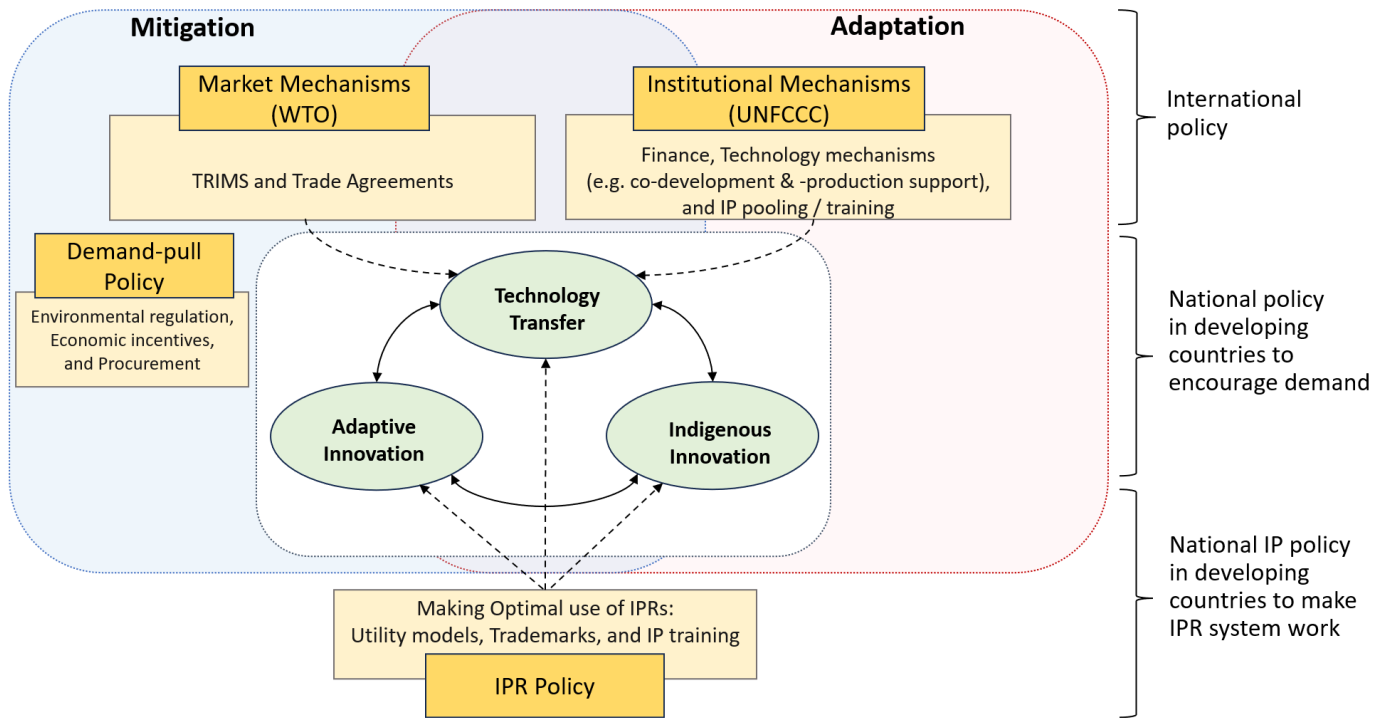 Mitigation
Adaptation
Market Mechanisms
(WTO)
TRIMS and Trade Agreements
Institutional Mechanisms
(UNFCCC)
Finance, Technology mechanisms
(e.g. co-development & -production support),
and IP pooling / training
International
policy
Demand-pull
Policy
Environmental regulation,
Economic incentives,
and Procurement
Technology
Transfer
Adaptive
Innovation
Indigenous
Innovation
National policy
in developing
countries to
encourage demand
Making Optimal use of IPRs:
Utility models, Trademarks, and IP training
IPR Policy
National IP policy
in developing
countries to make
IPR system work